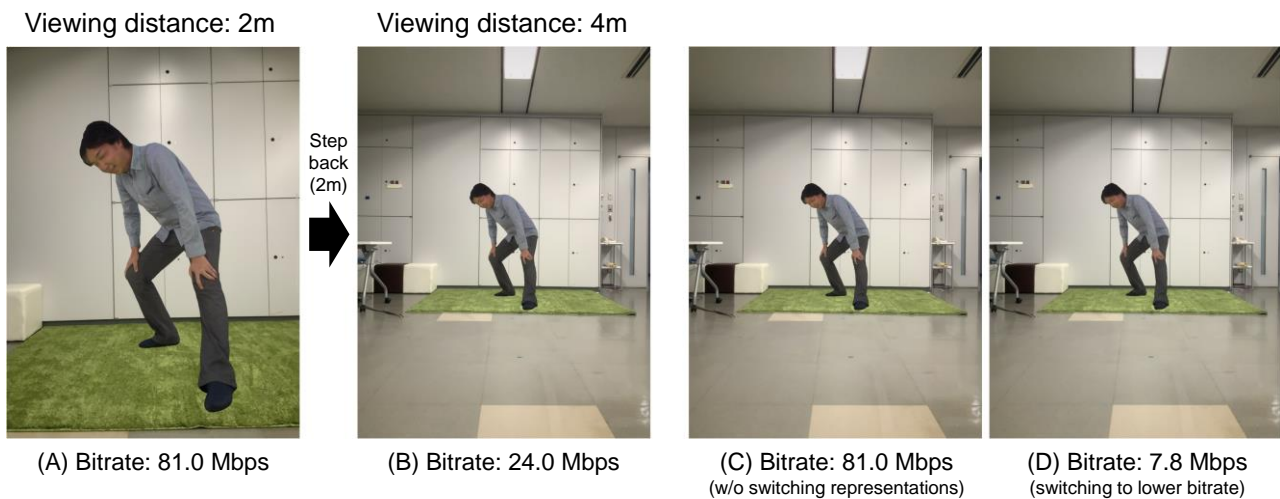 Viewing distance: 2m
Viewing distance: 4m
Step
back
(2m)
(A) Bitrate: 81.0 Mbps
(B) Bitrate: 24.0 Mbps
(C) Bitrate: 81.0 Mbps
(w/o switching representations)
(D) Bitrate: 7.8 Mbps
(switching to lower bitrate)